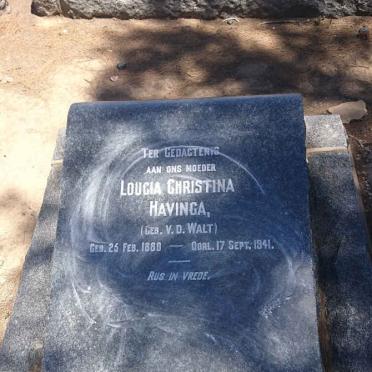 TER GEDAGTENIS
AAN ONS MOEDER
LOUCIA CHRISTINA
HAVINGA,
(GEB. V.D. WALT)
GEB. 25 FEB. 1880 — OORL. 17 SEPT. 1941.
RUS IN VREDE.